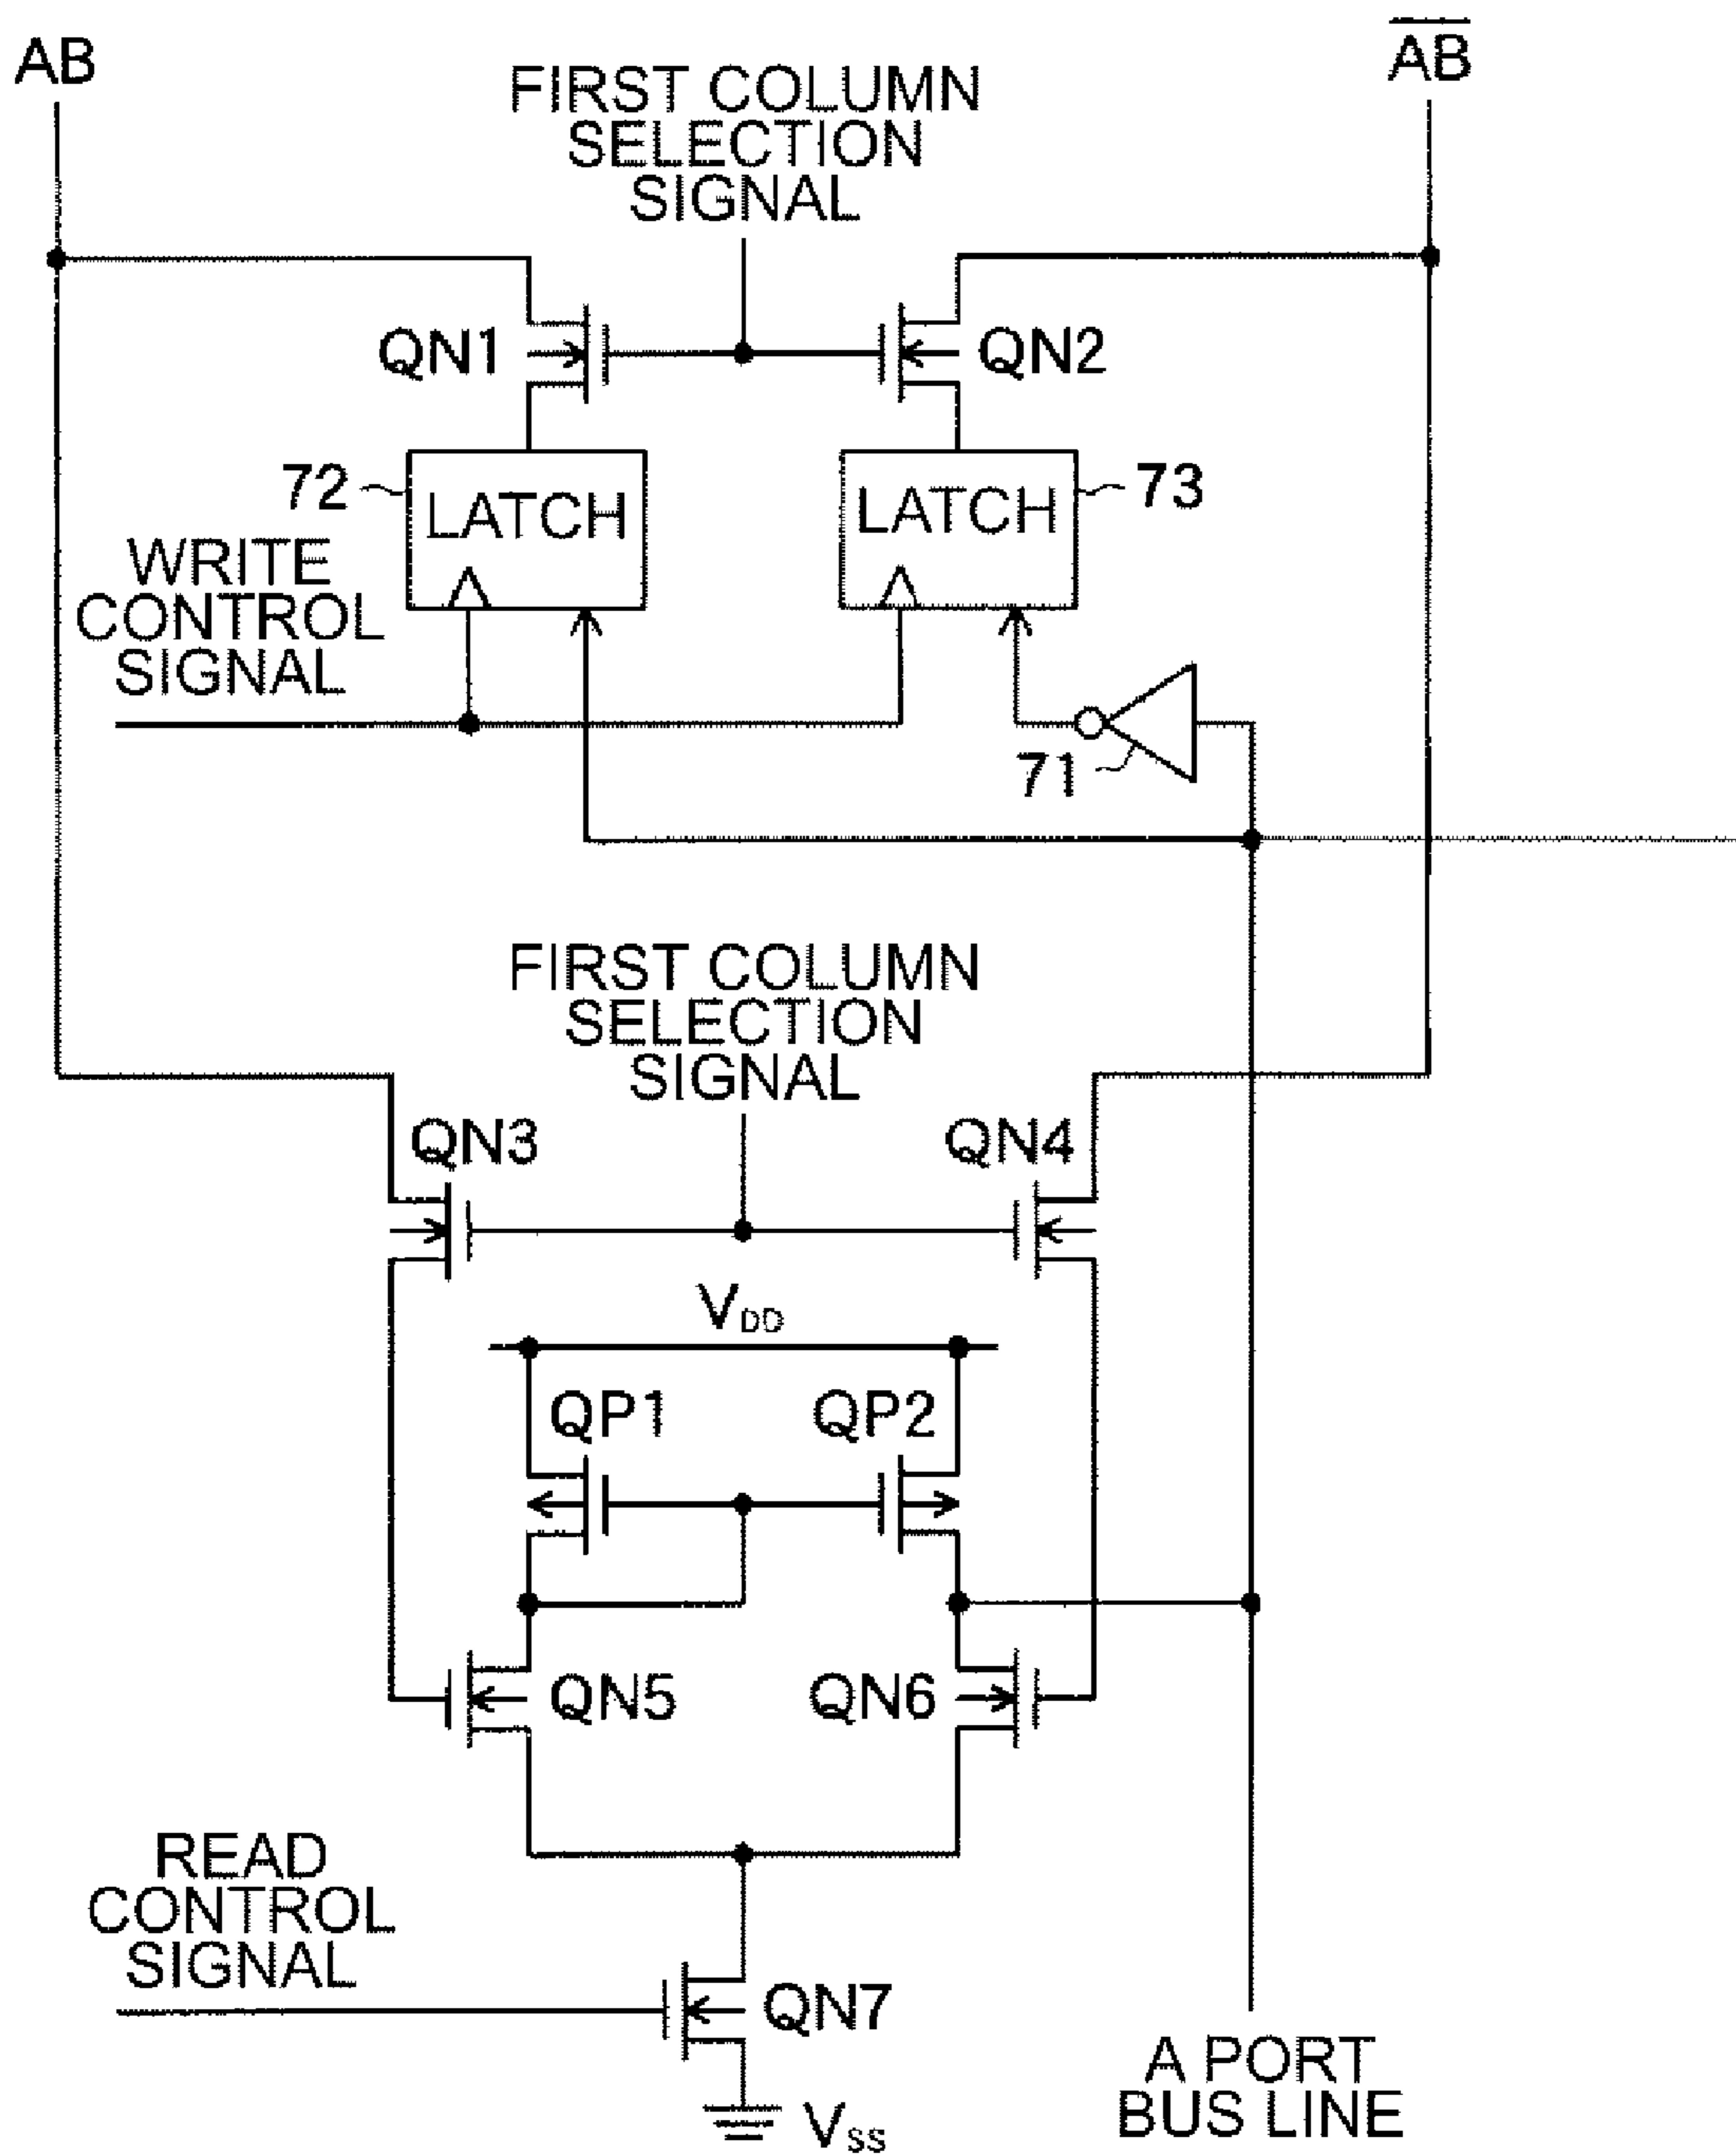 AB
A̅B̅
FIRST COLUMN
SELECTION
SIGNAL
QN1
QN2
72
LATCH
LATCH
73
WRITE
CONTROL
SIGNAL
71
FIRST COLUMN
SELECTION
SIGNAL
QN3
QN4
VDD
QP1
QP2
QN5
QN6
READ
CONTROL
SIGNAL
QN7
VSS
A PORT
BUS LINE